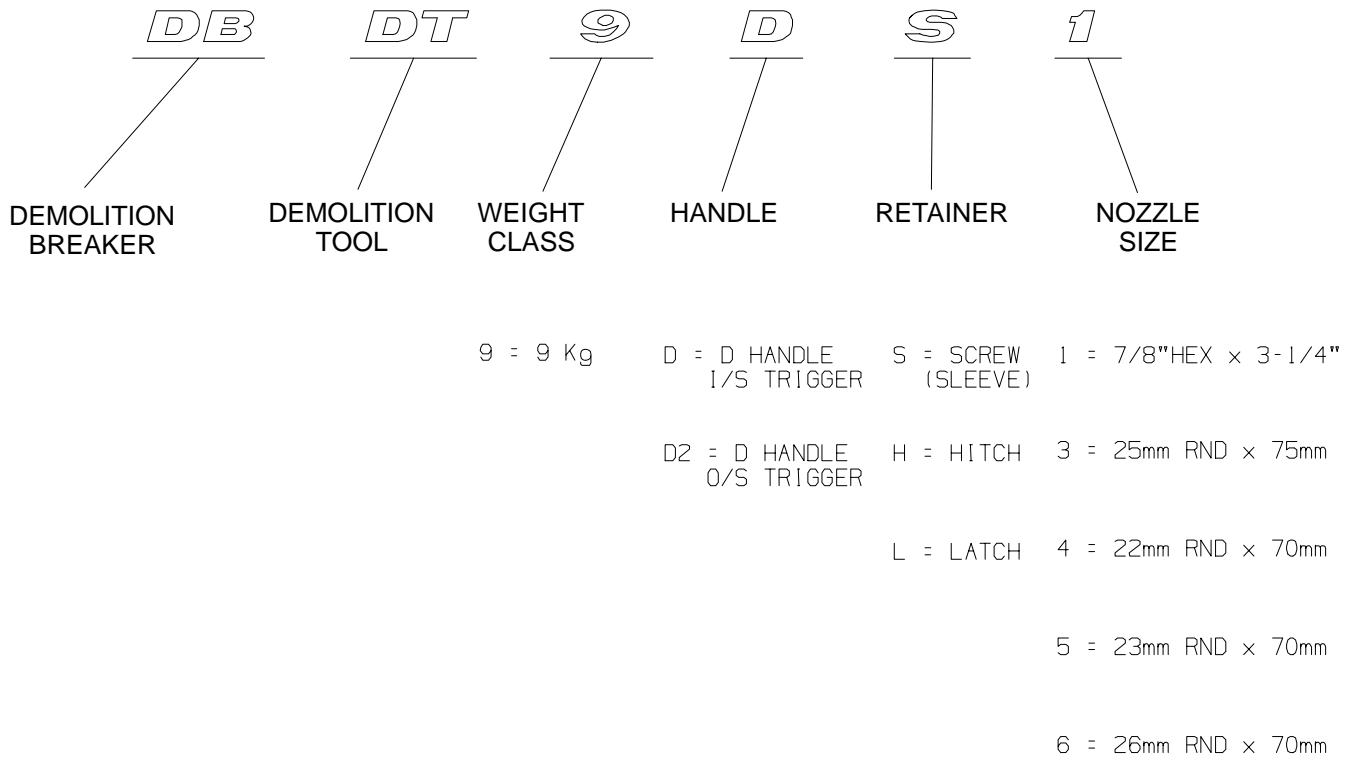 DB DT 9 D S 1
DEMOLITION BREAKER
DEMOLITION TOOL
WEIGHT CLASS
HANDLE
RETAINER
NOZZLE SIZE
9 = 9 Kg
D = D HANDLE
I/S TRIGGER
D2 = D HANDLE
O/S TRIGGER
S = SCREW
(SLEEVE)
H = HITCH
L = LATCH
1 = 7/8"HEX x 3-1/4"
3 = 25mm RND x 75mm
4 = 22mm RND x 70mm
5 = 23mm RND x 70mm
6 = 26mm RND x 70mm